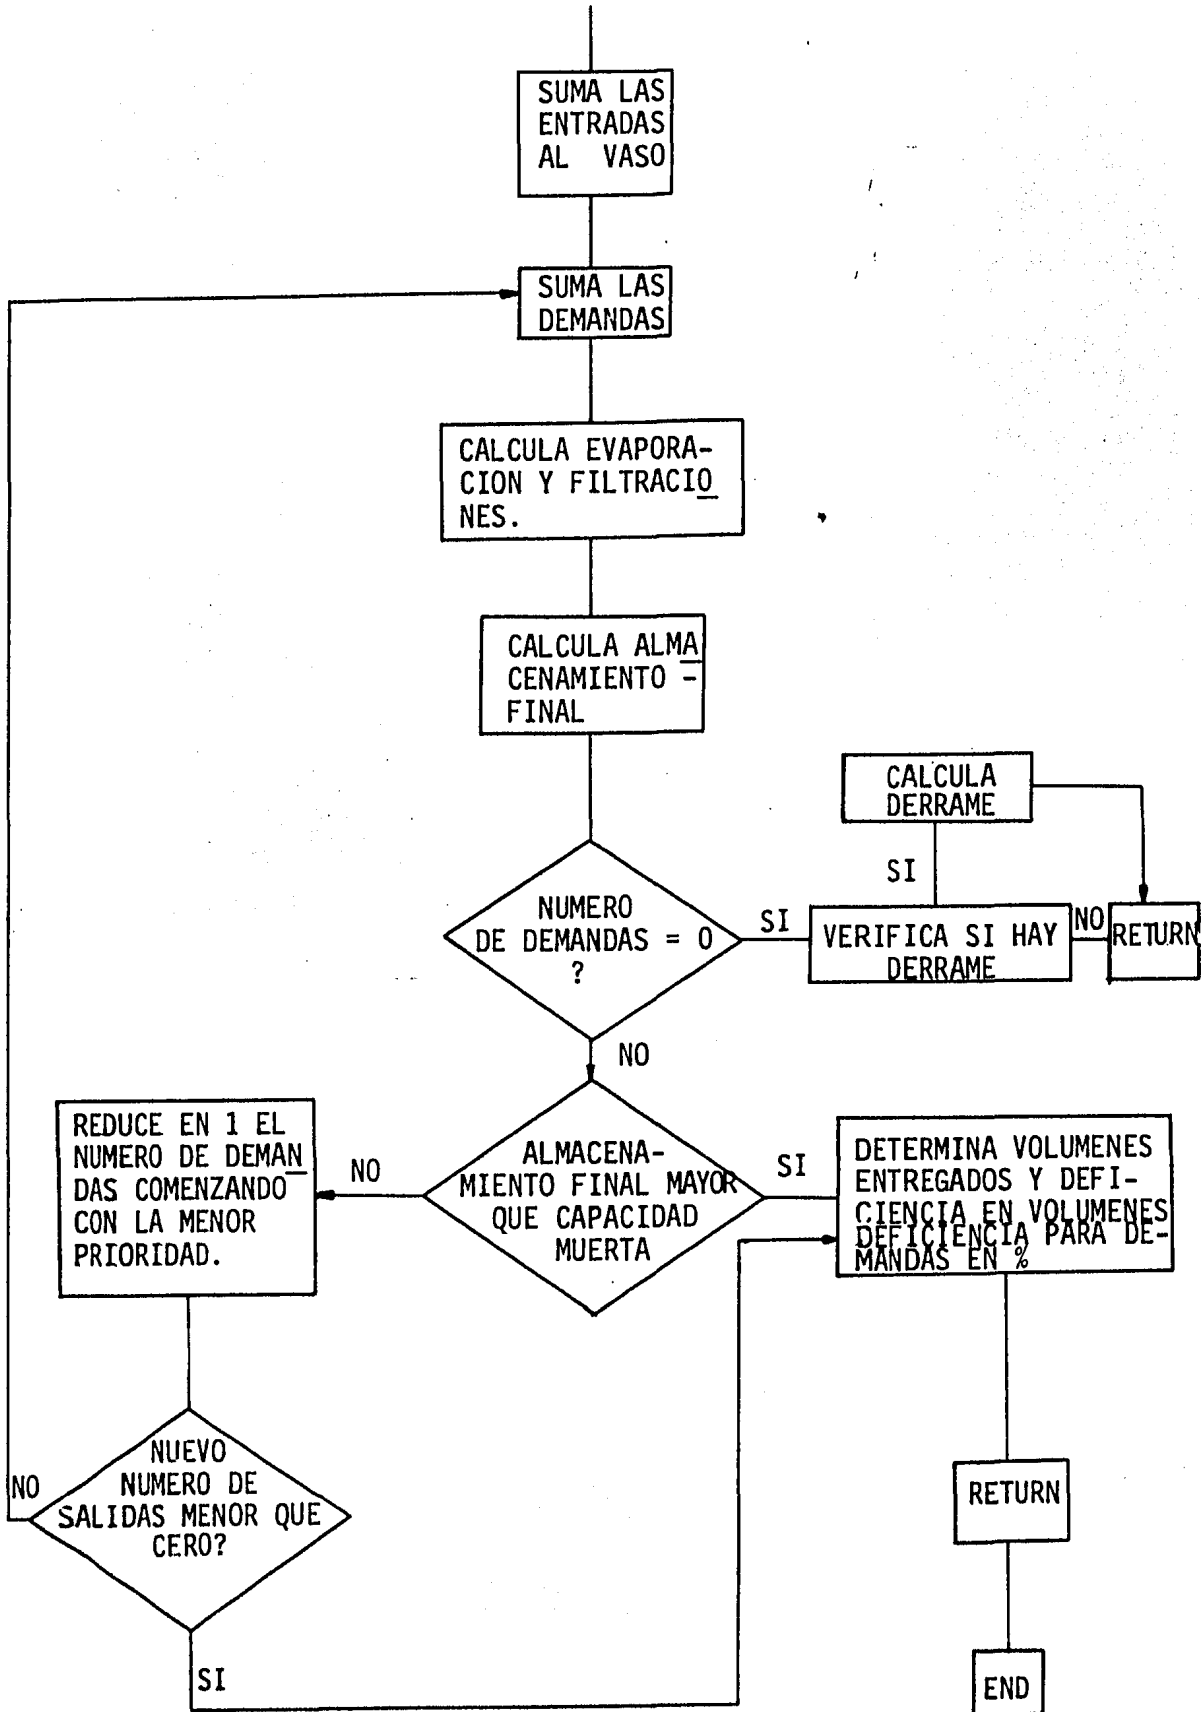 SUMA LAS
ENTRADAS
AL VASO
SUMA LAS
DEMANDAS
CALCULA EVAPORA-
CION Y FILTRACIO
NES.
CALCULA ALMA
CENAMIENTO -
FINAL
CALCULA
DERRAME
SI
NUMERO
DE DEMANDAS = 0
?
SI
VERIFICA SI HAY
DERRAME
NO
RETURN
NO
REDUCE EN 1 EL
NUMERO DE DEMAN
DAS COMENZANDO
CON LA MENOR
PRIORIDAD.
NO
ALMACENA-
MIENTO FINAL MAYOR
QUE CAPACIDAD
MUERTA
SI
DETERMINA VOLUMENES
ENTREGADOS Y DEFI-
CIENCIA EN VOLUMENES
DEFICIENCIA PARA DE-
MANDAS EN %
NO
NUEVO
NUMERO DE
SALIDAS MENOR QUE
CERO?
SI
RETURN
END